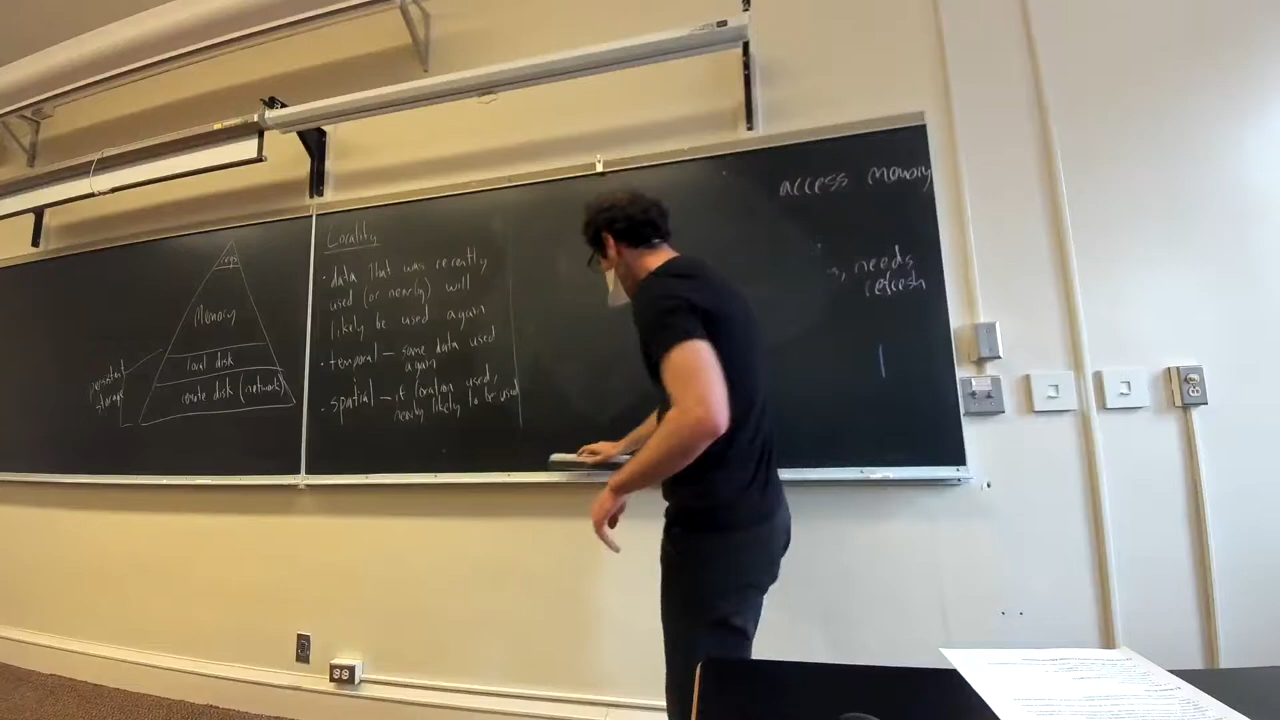 regs
Memory
local disk
remote disk (network)
persistent
storage
Locality
· data that was recently
used (or nearby) will
likely be used again
· temporal – same data used
again
· spatial – if location used,
nearly likely to be used
access memory
s, needs
refresh